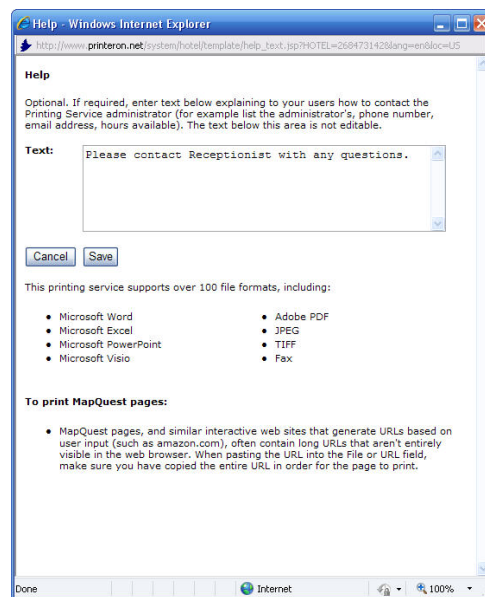 Help - Windows Internet Explorer
http://www.printeron.net/system/hotel/template/help_text.jsp?HOTEL=268473142&lang=en&loc=US
Help
Optional. If required, enter text below explaining to your users how to contact the
Printing Service administrator (for example list the administrator's, phone number,
email address, hours available). The text below this area is not editable.
Text:
Please contact Receptionist with any questions.
Cancel Save
This printing service supports over 100 file formats, including:
• Microsoft Word • Adobe PDF
• Microsoft Excel • JPEG
• Microsoft PowerPoint • TIFF
• Microsoft Visio • Fax
To print MapQuest pages:
• MapQuest pages, and similar interactive web sites that generate URLs based on
user input (such as amazon.com), often contain long URLs that aren't entirely
visible in the web browser. When pasting the URL into the File or URL field,
make sure you have copied the entire URL in order for the page to print.
Done Internet 100%